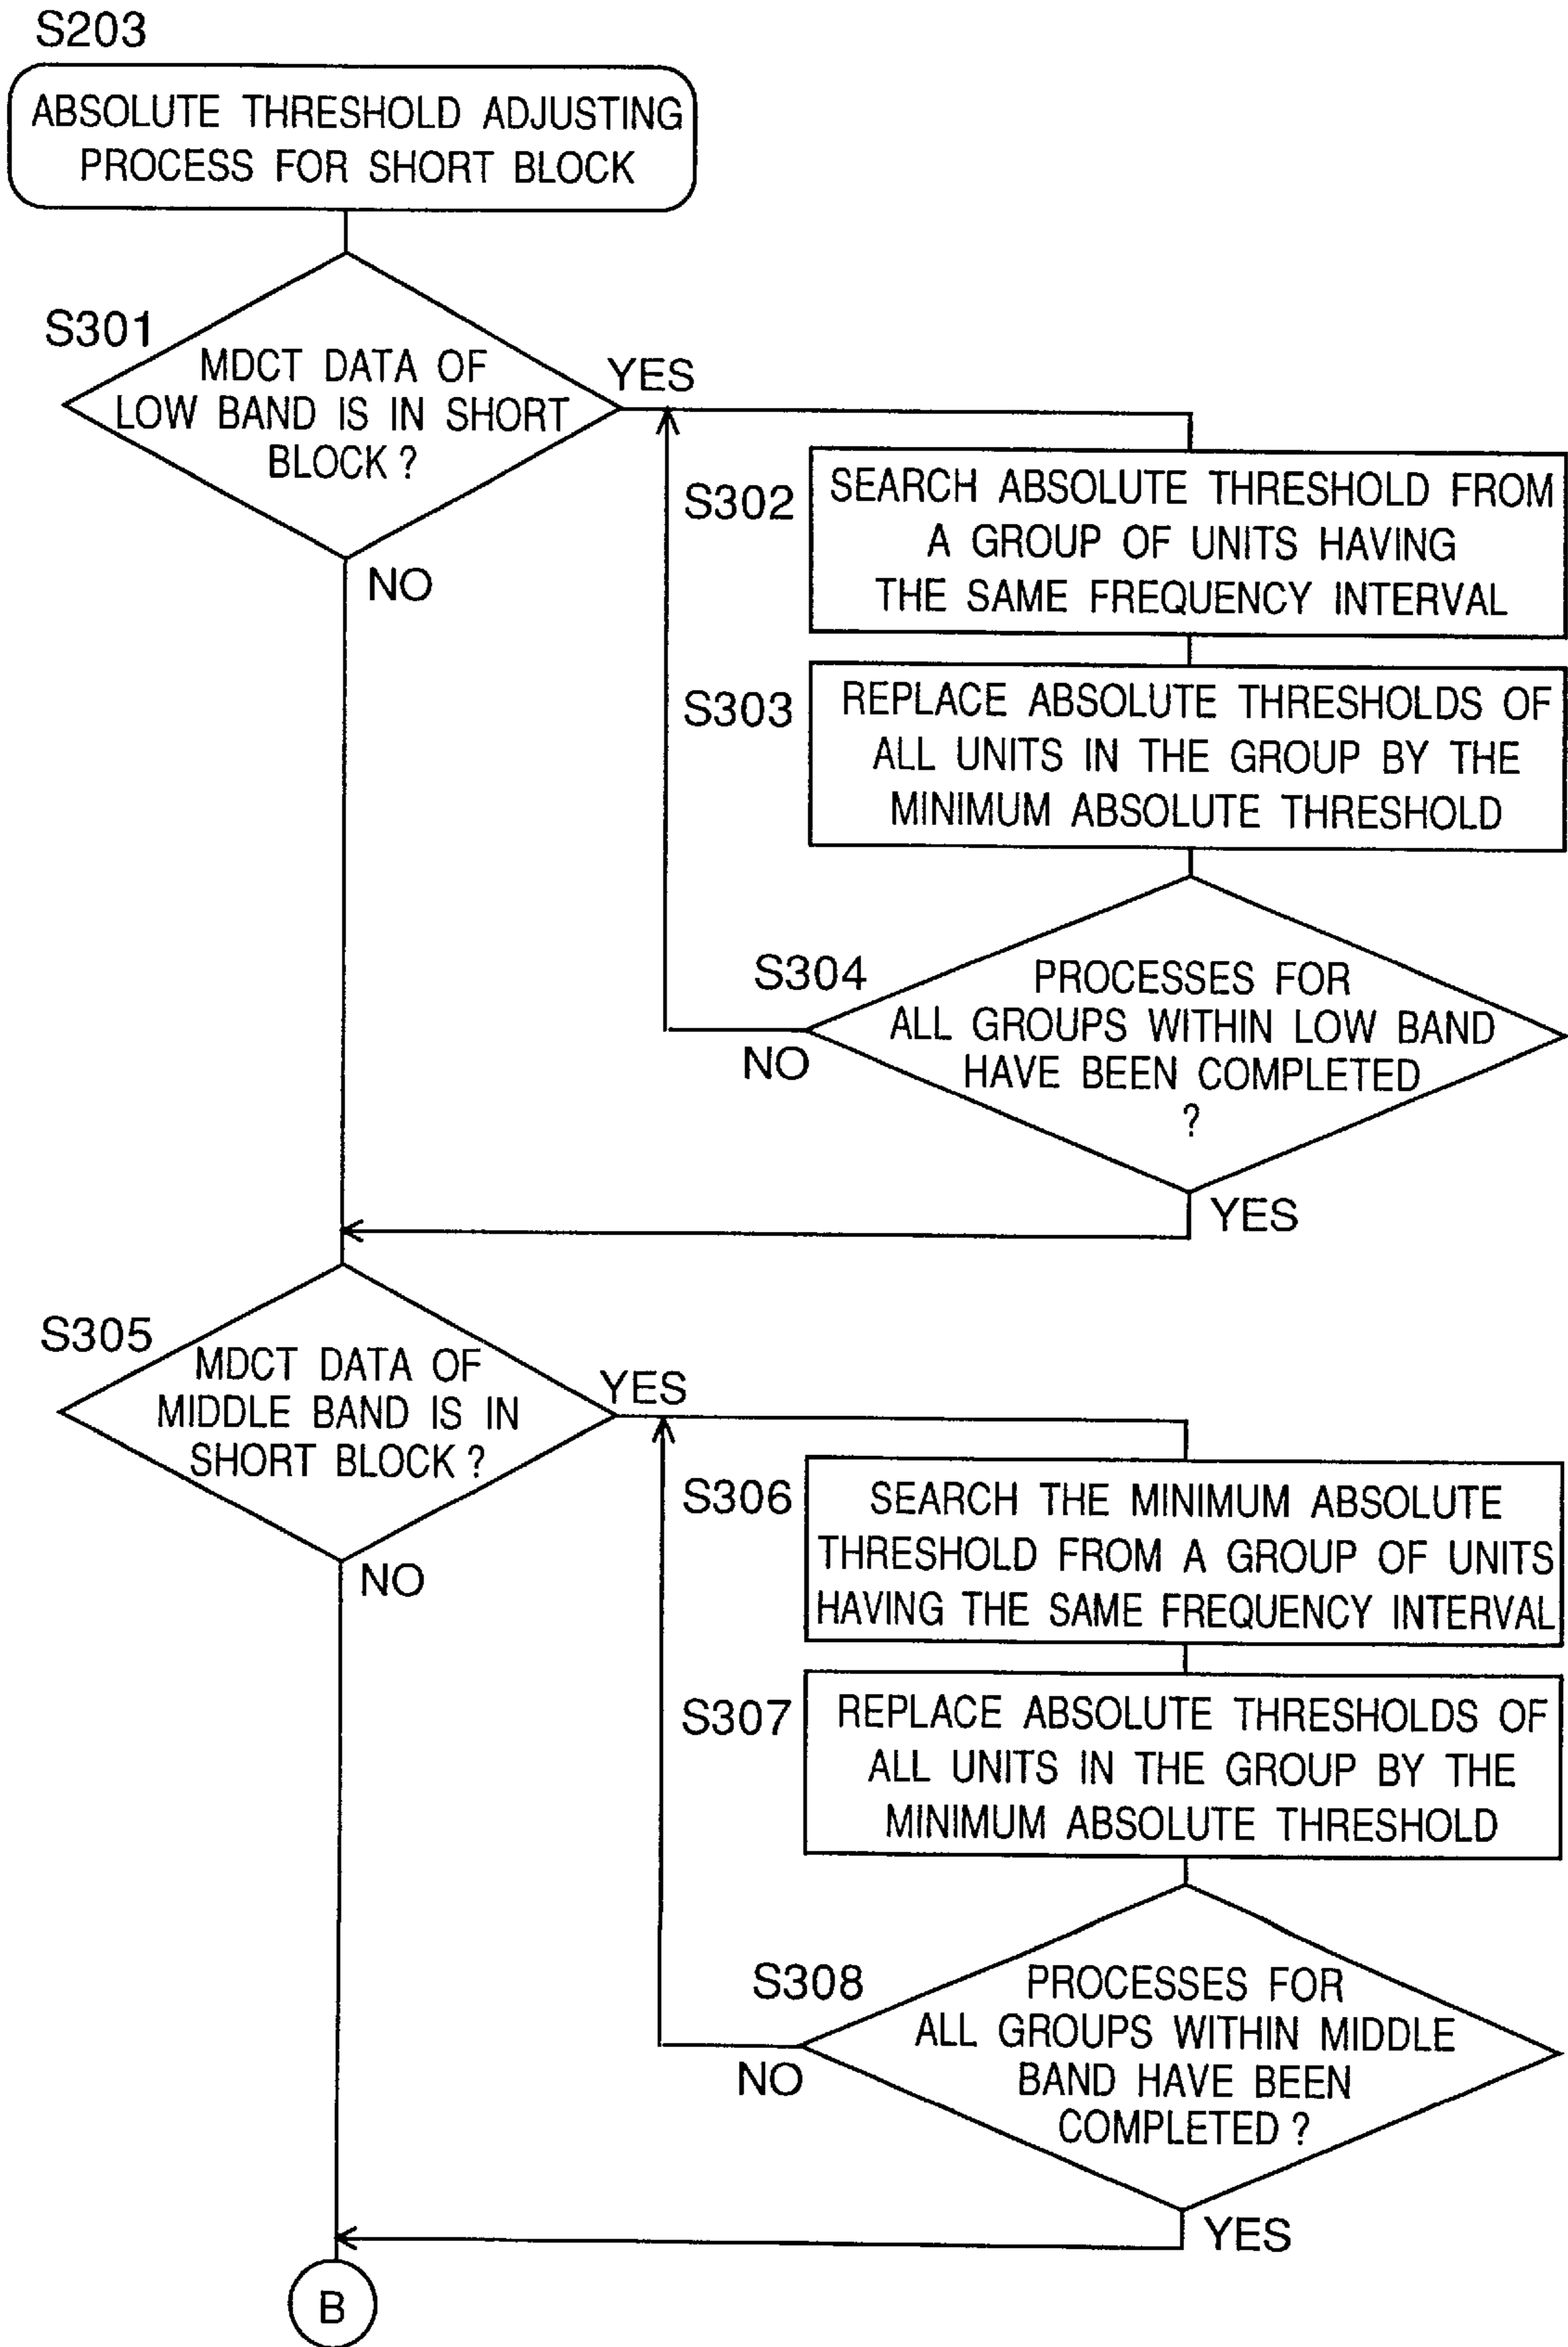 S203
ABSOLUTE THRESHOLD ADJUSTING
PROCESS FOR SHORT BLOCK
S301
MDCT DATA OF
LOW BAND IS IN SHORT
BLOCK ?
YES
NO
S302
SEARCH ABSOLUTE THRESHOLD FROM
A GROUP OF UNITS HAVING
THE SAME FREQUENCY INTERVAL
S303
REPLACE ABSOLUTE THRESHOLDS OF
ALL UNITS IN THE GROUP BY THE
MINIMUM ABSOLUTE THRESHOLD
S304
PROCESSES FOR
ALL GROUPS WITHIN LOW BAND
HAVE BEEN COMPLETED
?
NO
YES
S305
MDCT DATA OF
MIDDLE BAND IS IN
SHORT BLOCK ?
YES
NO
S306
SEARCH THE MINIMUM ABSOLUTE
THRESHOLD FROM A GROUP OF UNITS
HAVING THE SAME FREQUENCY INTERVAL
S307
REPLACE ABSOLUTE THRESHOLDS OF
ALL UNITS IN THE GROUP BY THE
MINIMUM ABSOLUTE THRESHOLD
S308
PROCESSES FOR
ALL GROUPS WITHIN MIDDLE
BAND HAVE BEEN
COMPLETED ?
NO
YES
B